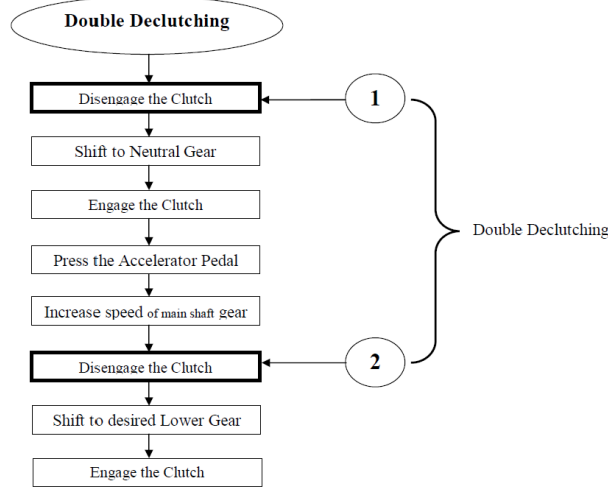 Double Declutching
Disengage the Clutch
1
Shift to Neutral Gear
Engage the Clutch
Double Declutching
Press the Accelerator Pedal
Increase speed of main shaft gear
Disengage the Clutch
2
Shift to desired Lower Gear
Engage the Clutch